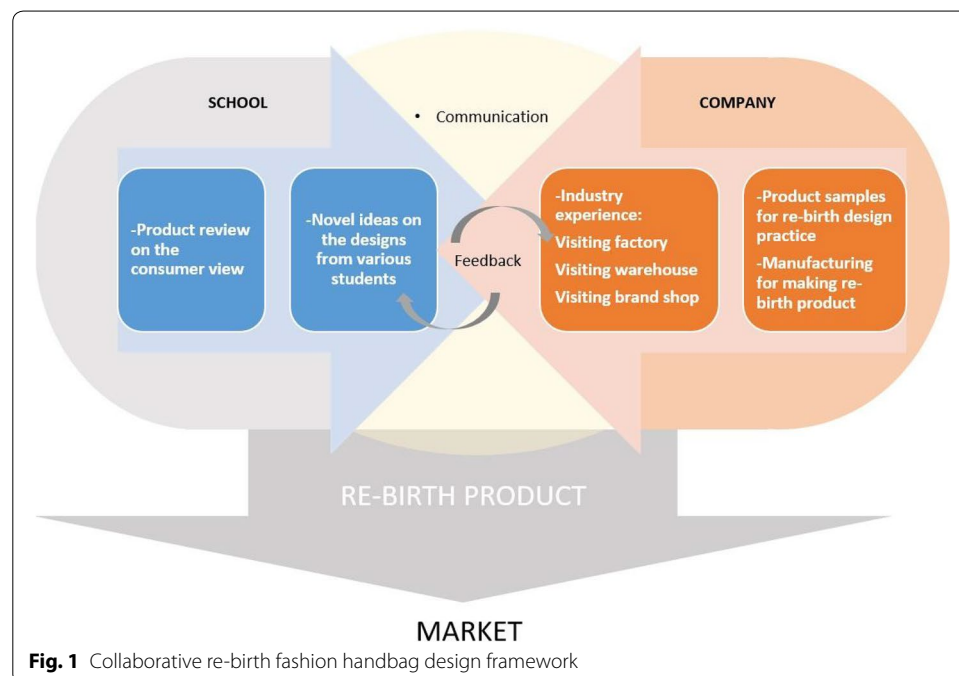 SCHOOL
COMPANY
• Communication
-Product review
on the
consumer view
-Novel ideas on
the designs
from various
students
Feedback
-Industry
experience:
Visiting factory
Visiting warehouse
Visiting brand shop
-Product samples
for re-birth design
practice
-Manufacturing
for making re-
birth product
RE-BIRTH PRODUCT
MARKET
Fig. 1 Collaborative re-birth fashion handbag design framework